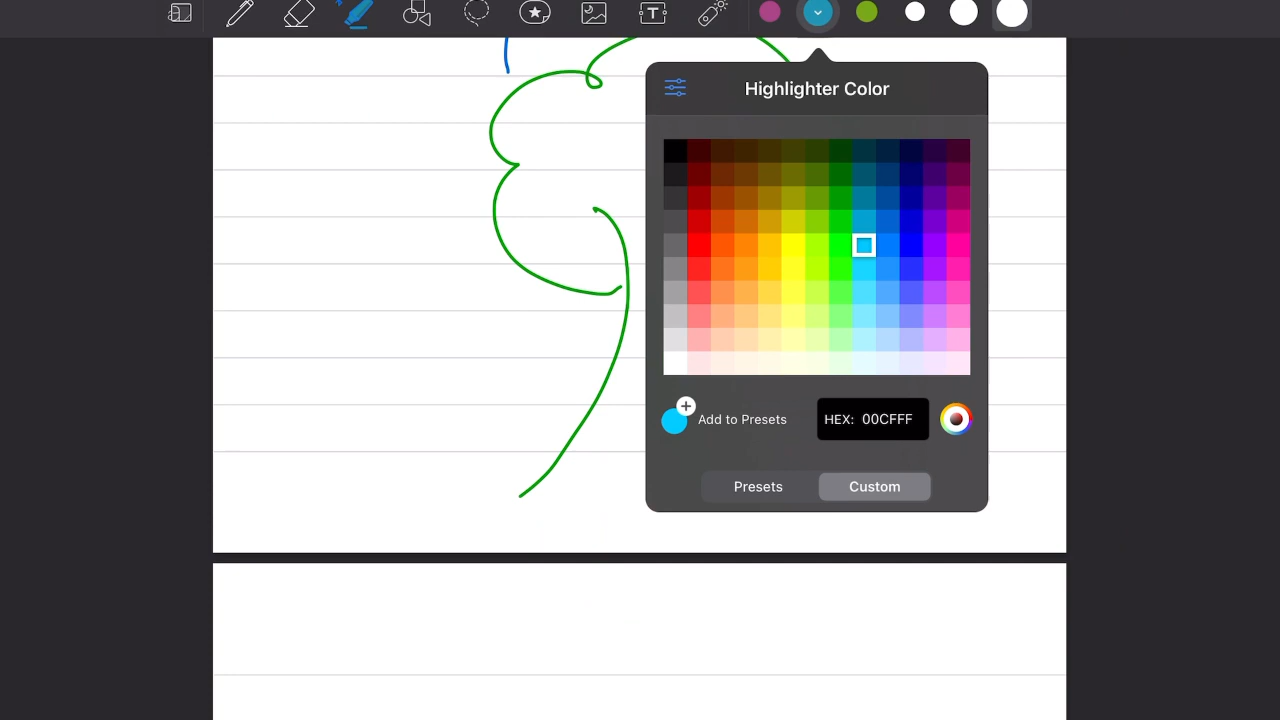 Highlighter Color
Add to Presets
HEX: 00CFFF
Presets
Custom